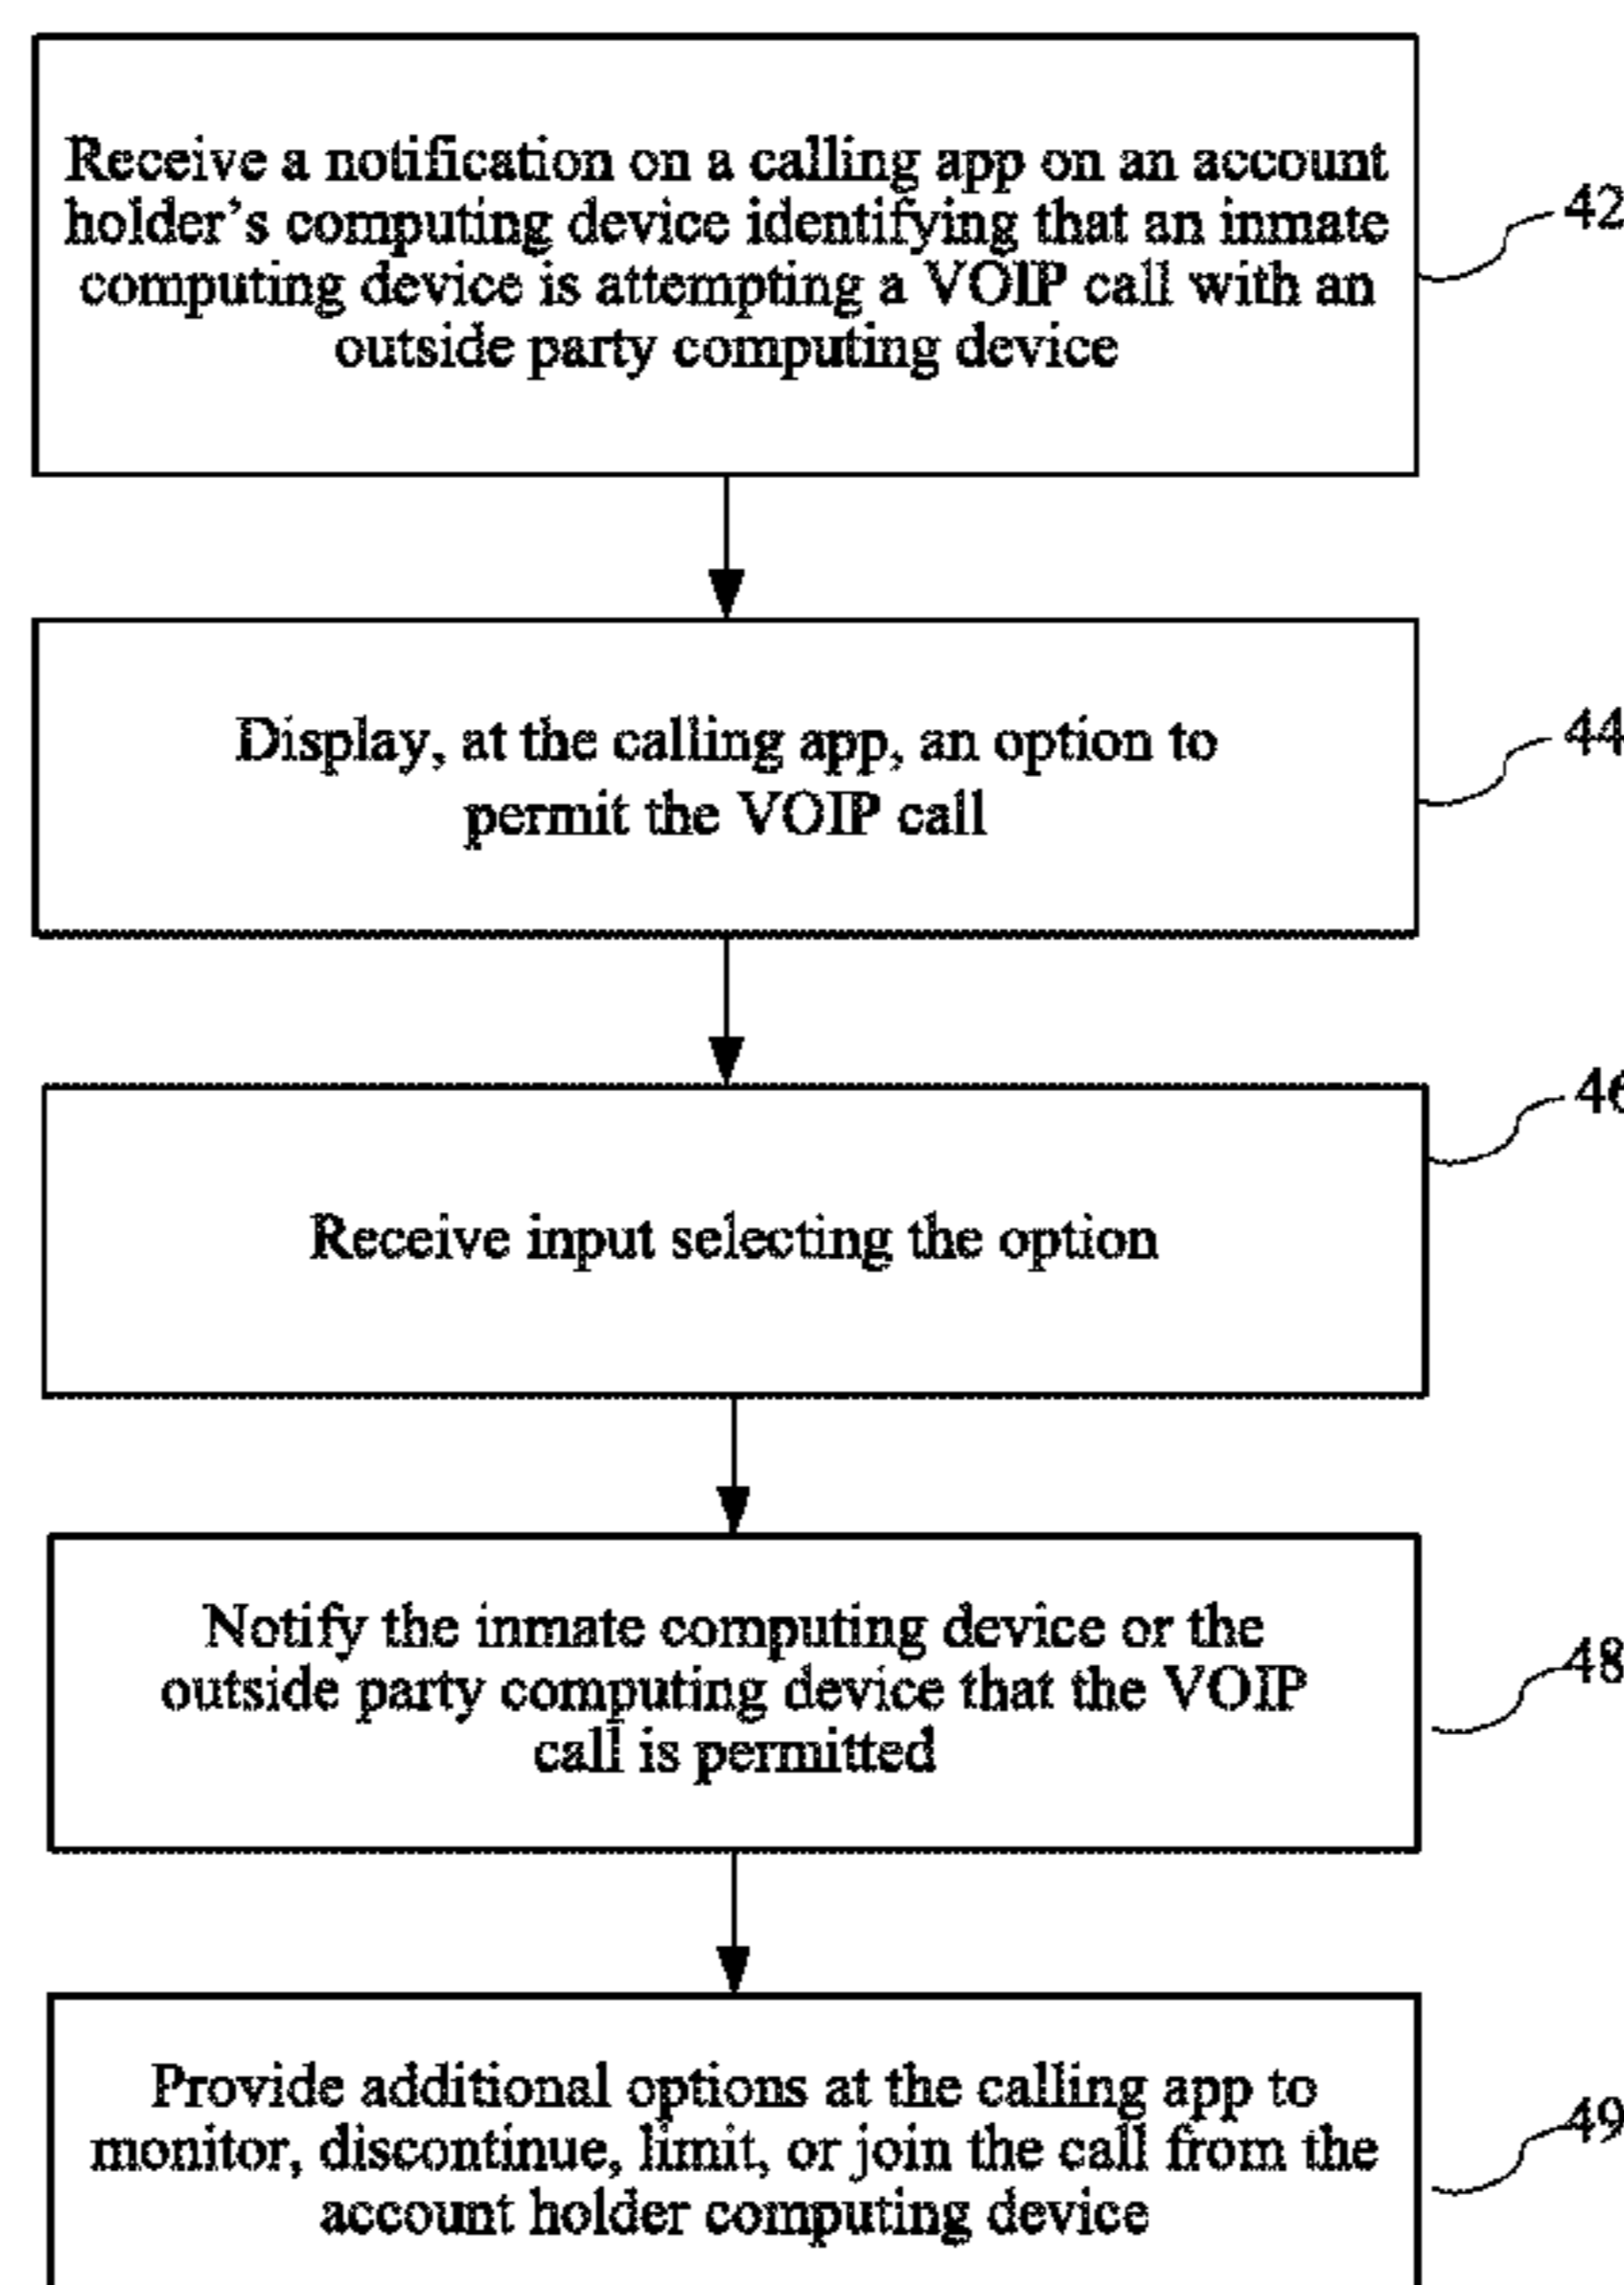 Receive a notification on a calling app on an account
holder's computing device identifying that an inmate
computing device is attempting a VOIP call with an
outside party computing device
42
Display, at the calling app, an option to
permit the VOIP call
44
46
Receive input selecting the option
Notify the inmate computing device or the
outside party computing device that the VOIP
call is permitted
48
Provide additional options at the calling app to
monitor, discontinue, limit, or join the call from the
account holder computing device
49